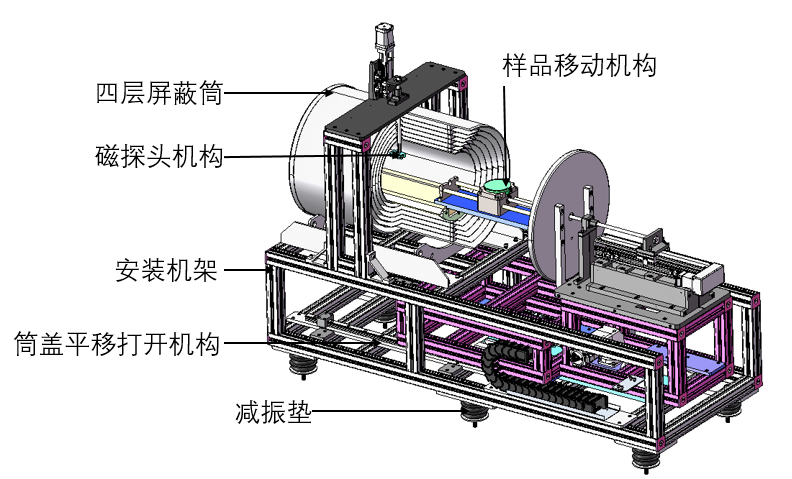 样品移动机构
四层屏蔽筒
磁探头机构
安装机架
筒盖平移打开机构
减振垫